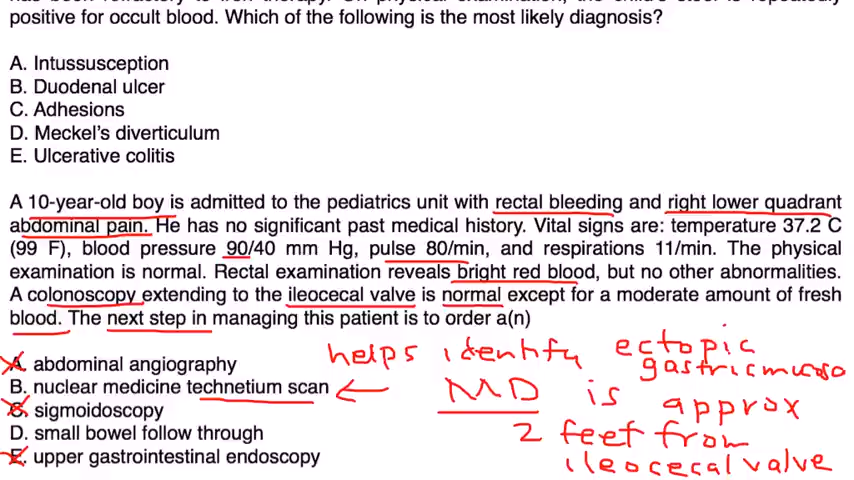 positive for occult blood. Which of the following is the most likely diagnosis?
A. Intussusception
B. Duodenal ulcer
C. Adhesions
D. Meckel's diverticulum
E. Ulcerative colitis
A 10-year-old boy is admitted to the pediatrics unit with rectal bleeding and right lower quadrant
abdominal pain. He has no significant past medical history. Vital signs are: temperature 37.2 C
(99 F), blood pressure 90/40 mm Hg, pulse 80/min, and respirations 11/min. The physical
examination is normal. Rectal examination reveals bright red blood, but no other abnormalities.
A colonoscopy extending to the ileocecal valve is normal except for a moderate amount of fresh
blood. The next step in managing this patient is to order a(n)
A. abdominal angiography
B. nuclear medicine technetium scan
C. sigmoidoscopy
D. small bowel follow through
E. upper gastrointestinal endoscopy
helps identify ectopic
gastric mucosa
MD is approx
2 feet from
ileocecal valve